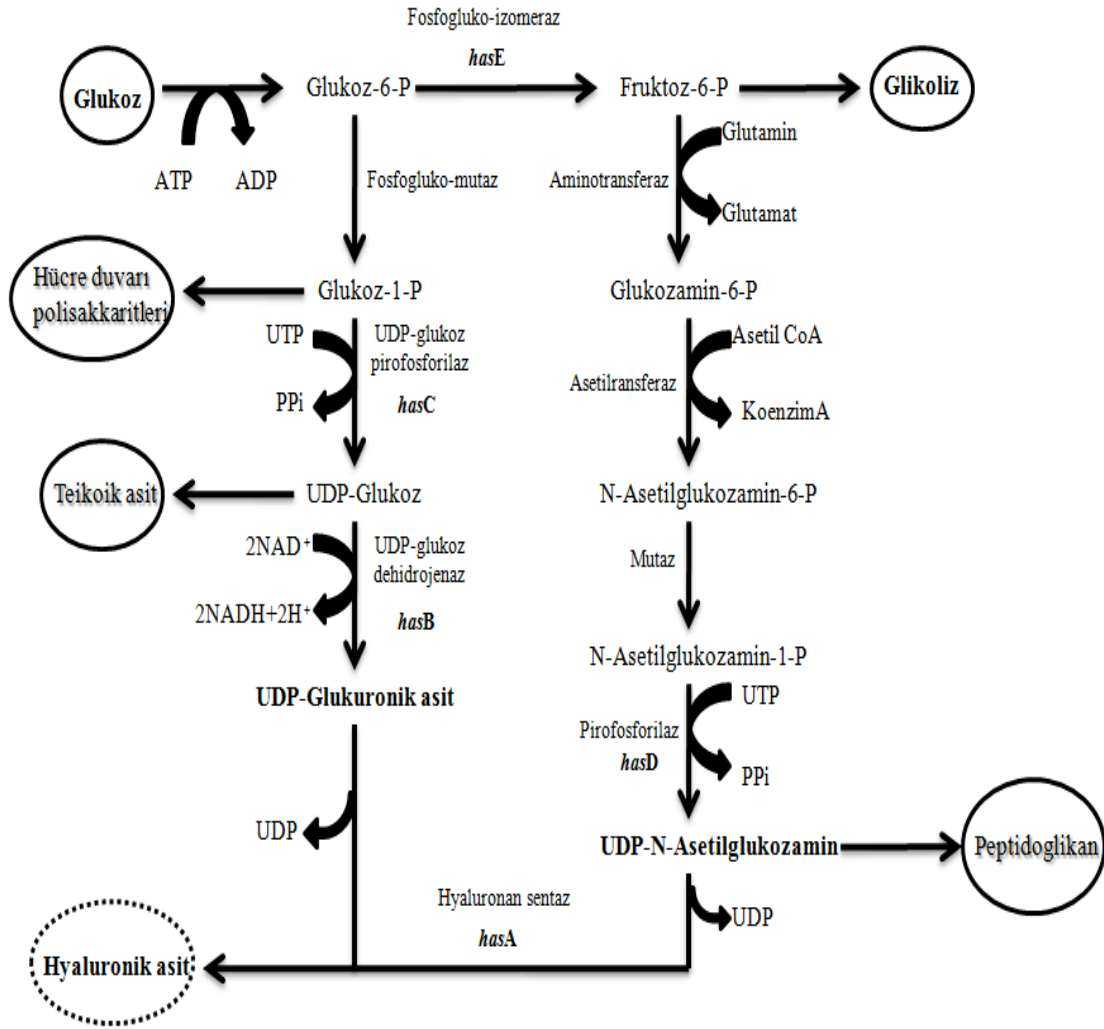 Fosfogluko-izomeraz
hasE
Glukoz
Glukoz-6-P
Fruktoz-6-P
Glikoliz
ATP
ADP
Fosfogluko-mutaz
Aminotransferaz
Glutamin
Glutamat
Hücre duvarı
polisakkaritleri
Glukoz-1-P
Glukozamin-6-P
UTP
PPi
UDP-glukoz
pirofosforilaz
hasC
Asetilransferaz
Asetil CoA
KoenzimA
Teikoik asit
UDP-Glukoz
N-Asetilglukozamin-6-P
2NAD⁺
2NADH+2H⁺
UDP-glukoz
dehidrojenaz
hasB
Mutaz
N-Asetilglukozamin-1-P
UDP-Glukuronik asit
Pirofosforilaz
hasD
UTP
PPi
UDP
UDP-N-Asetilglukozamin
Peptidoglikan
UDP
Hyaluronan sentaz
hasA
Hyaluronik asit